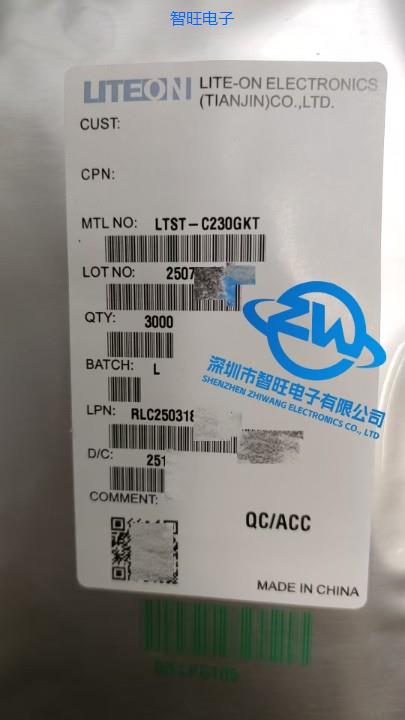 智旺电子
LITEON LITE-ON ELECTRONICS
(TIANJIN)CO.,LTD.
CUST:
CPN:
MTL NO: LTST-C230GKT
LOT NO: 2507
QTY: 3000
BATCH: L
LPN: RLC250318
D/C: 251
COMMENT:
QC/ACC
MADE IN CHINA
ZW
深圳市智旺电子有限公司
SHENZHEN ZHIWANG ELECTRONICS CO., LTD